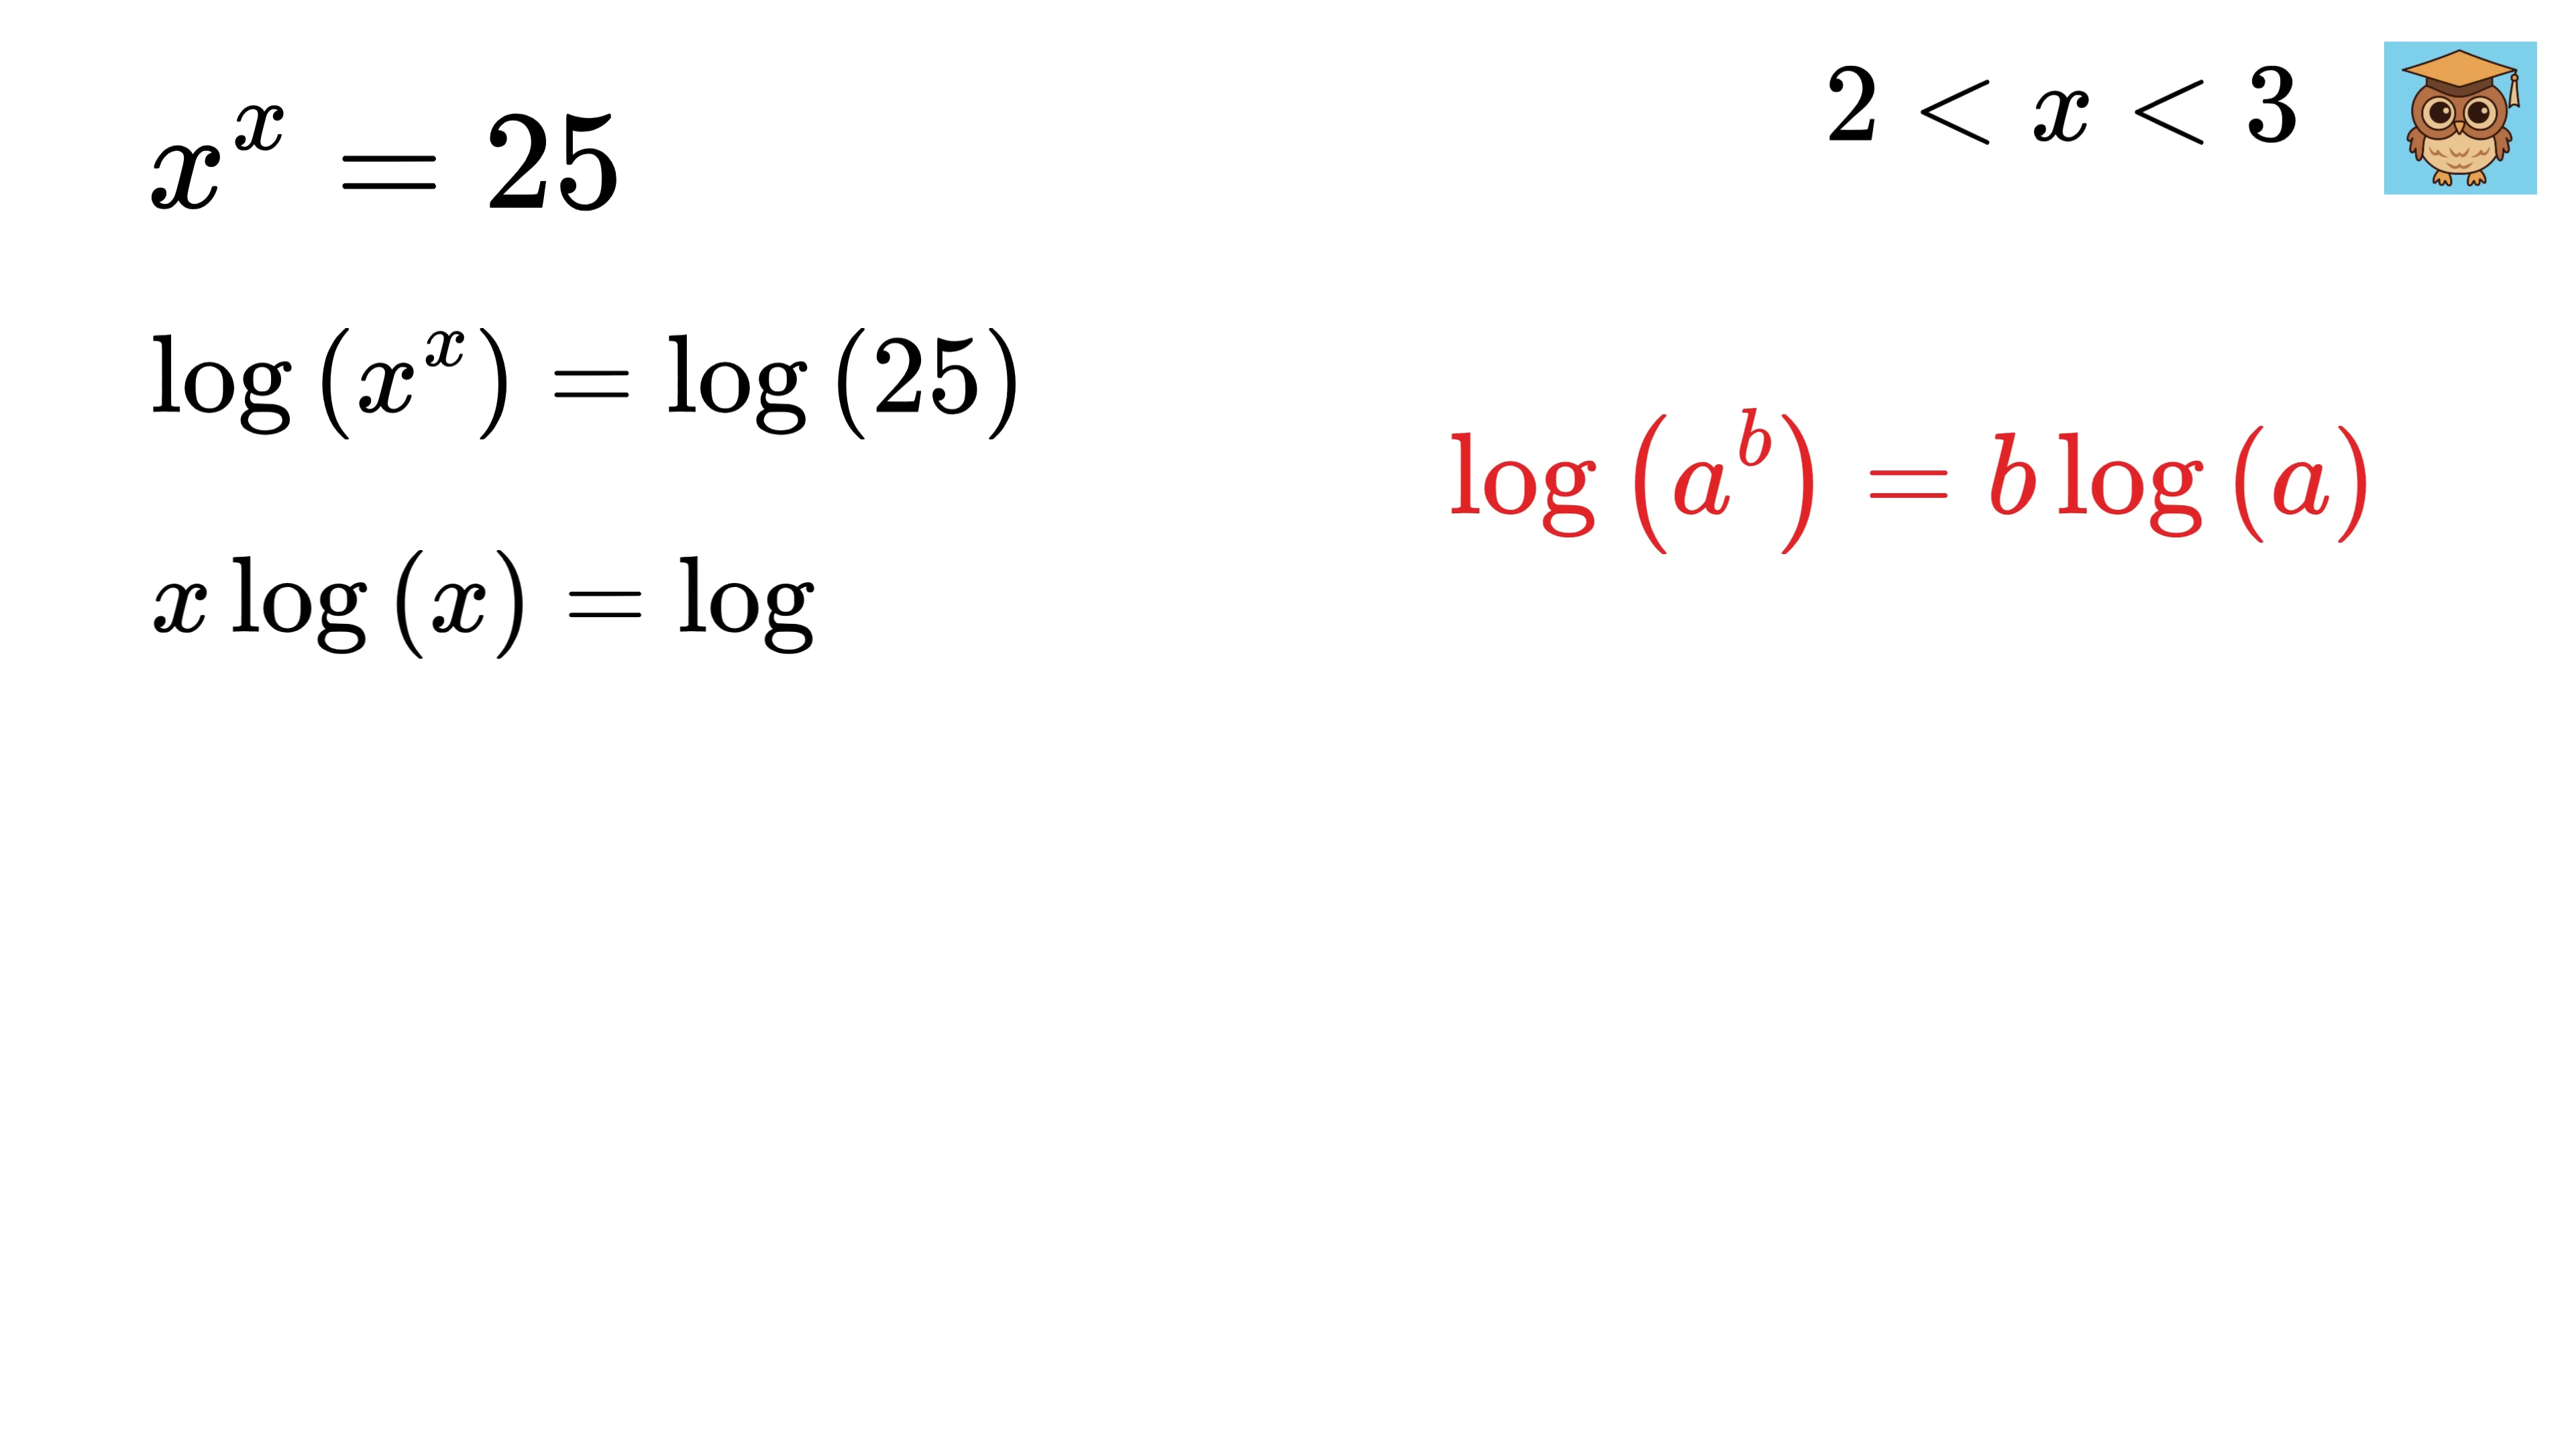 x^x = 25
2 < x < 3
log (x^x) = log (25)
log (a^b) = b log (a)
x log (x) = log